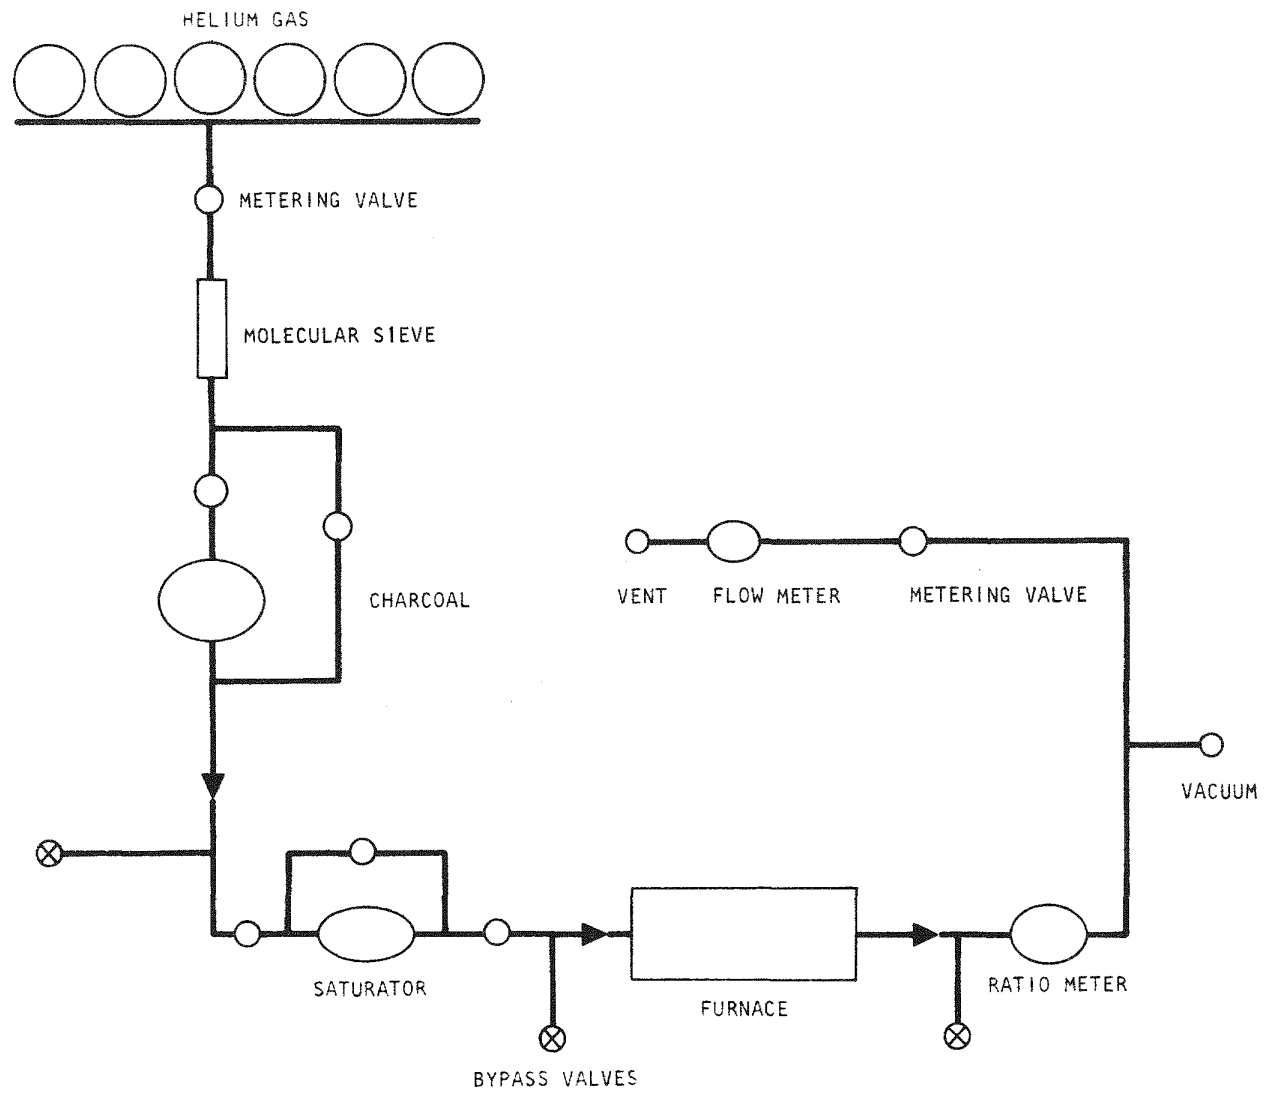 HELIUM GAS
METERING VALVE
MOLECULAR SIEVE
CHARCOAL
VENT
FLOW METER
METERING VALVE
VACUUM
SATURATOR
FURNACE
RATIO METER
BYPASS VALVES